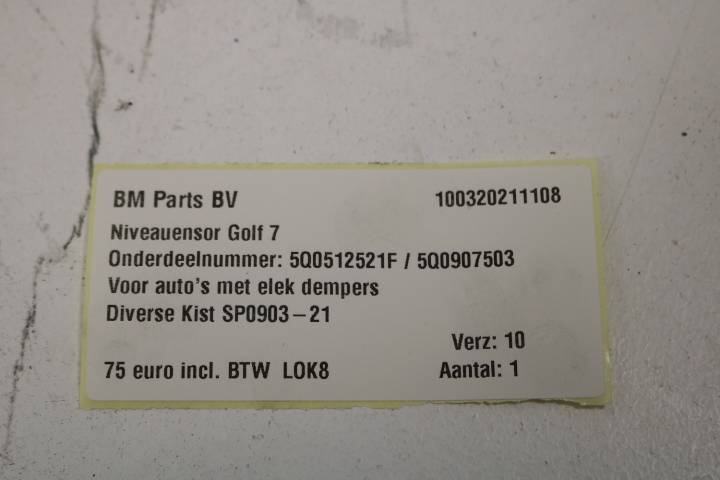 BM Parts BV 100320211108
Niveauensor Golf 7
Onderdeelnummer: 5Q0512521F / 5Q0907503
Voor auto's met elek dempers
Diverse Kist SP0903-21
Verz: 10
75 euro incl. BTW LOK8 Aantal: 1